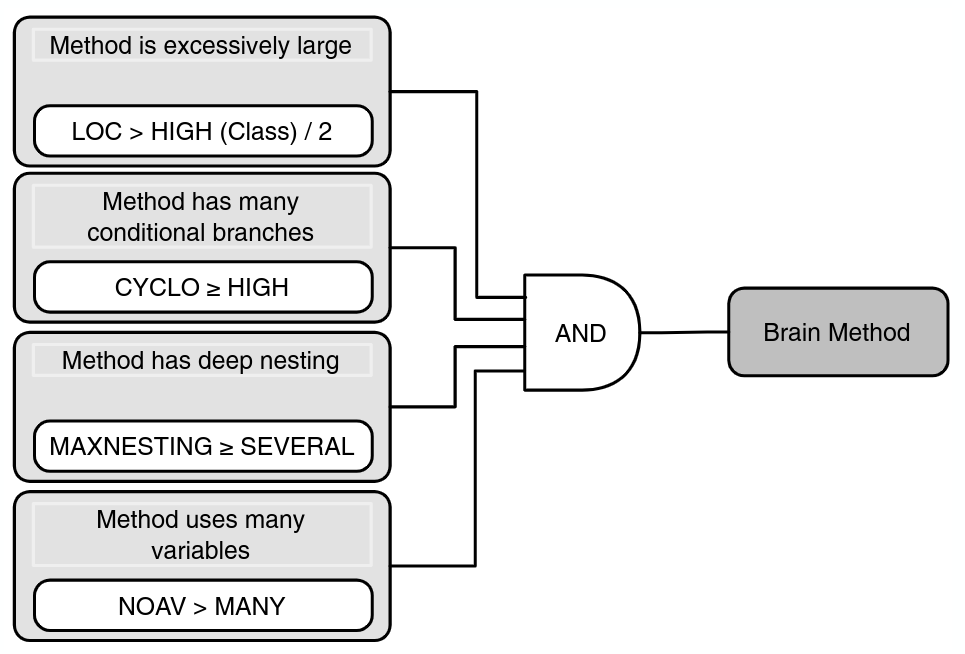 Method is excessively large
LOC > HIGH (Class) / 2
Method has many
conditional branches
CYCLO ≥ HIGH
Method has deep nesting
MAXNESTING ≥ SEVERAL
Method uses many
variables
NOAV > MANY
AND
Brain Method